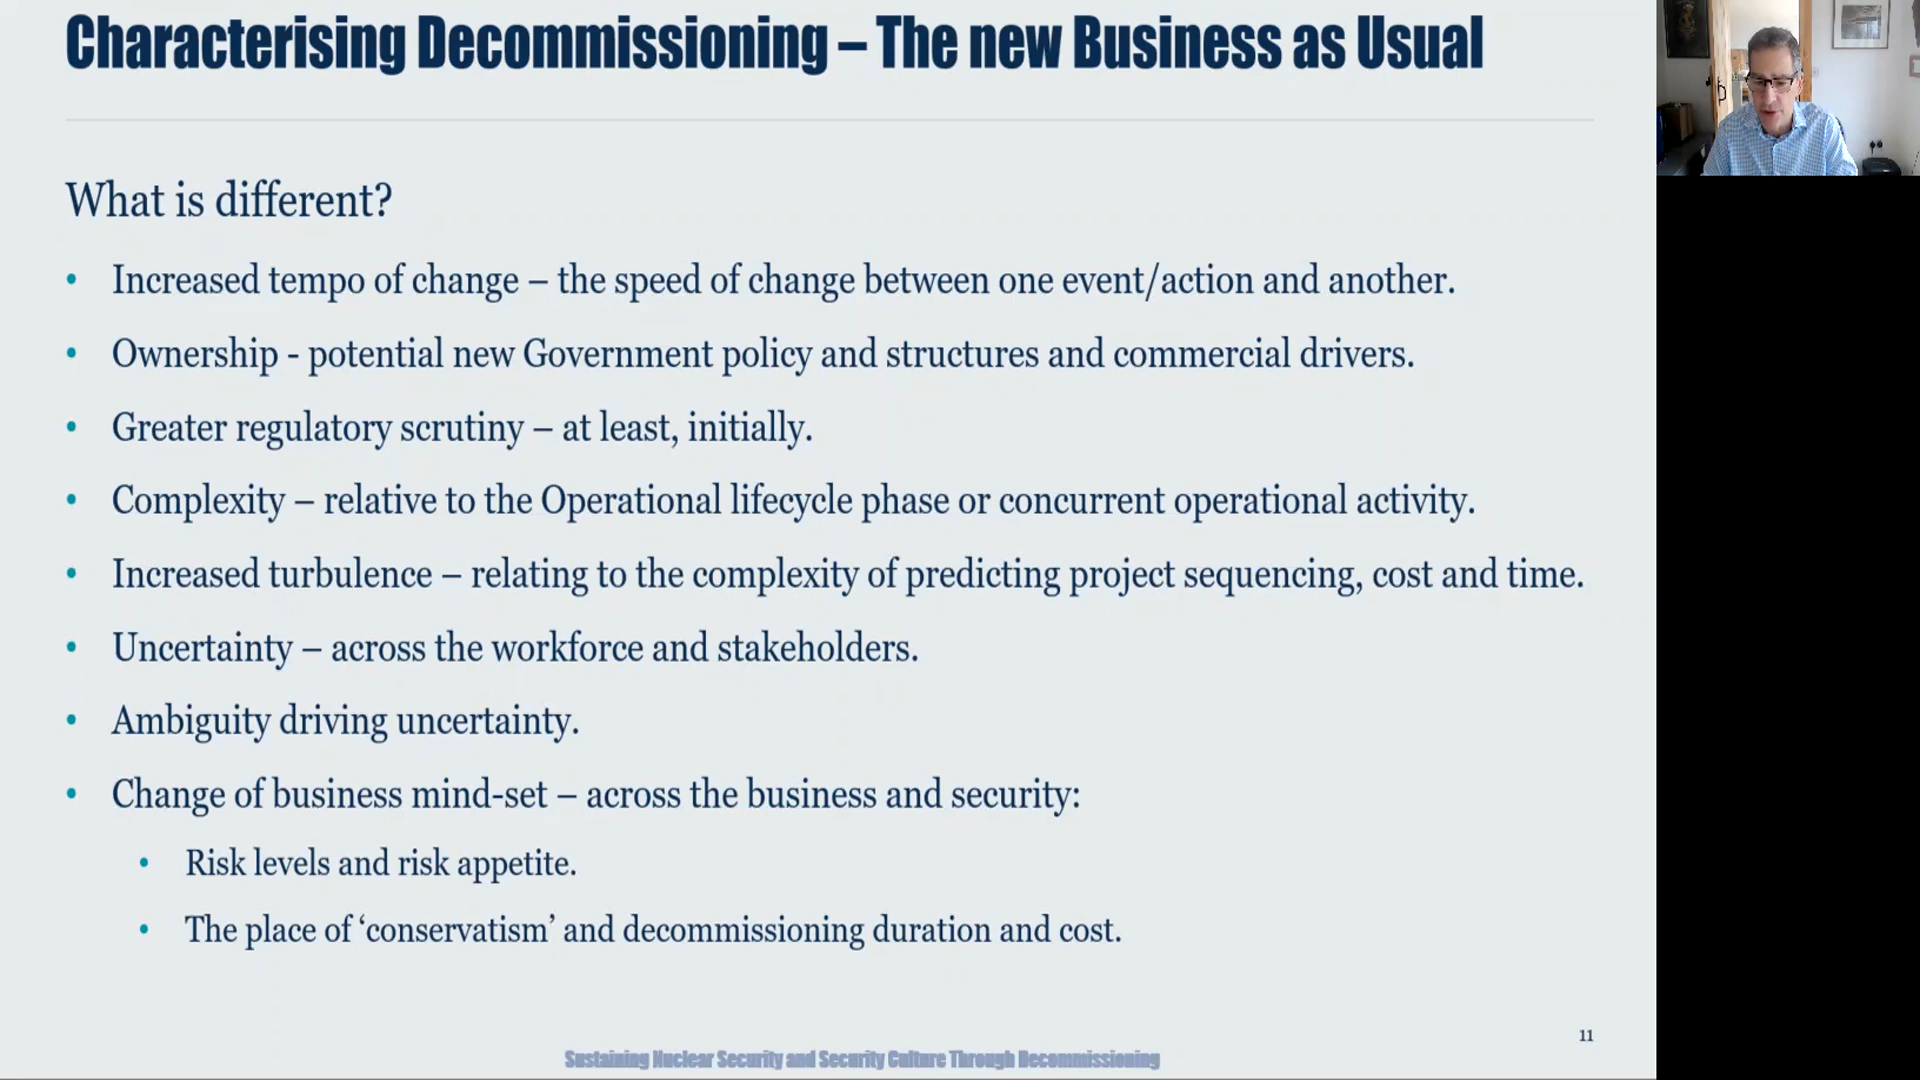 Characterising Decommissioning – The new Business as Usual
What is different?
• Increased tempo of change – the speed of change between one event/action and another.
• Ownership - potential new Government policy and structures and commercial drivers.
• Greater regulatory scrutiny – at least, initially.
• Complexity – relative to the Operational lifecycle phase or concurrent operational activity.
• Increased turbulence – relating to the complexity of predicting project sequencing, cost and time.
• Uncertainty – across the workforce and stakeholders.
• Ambiguity driving uncertainty.
• Change of business mind-set – across the business and security:
• Risk levels and risk appetite.
• The place of ‘conservatism’ and decommissioning duration and cost.
11
Sustaining Nuclear Security and Security Culture Through Decommissioning